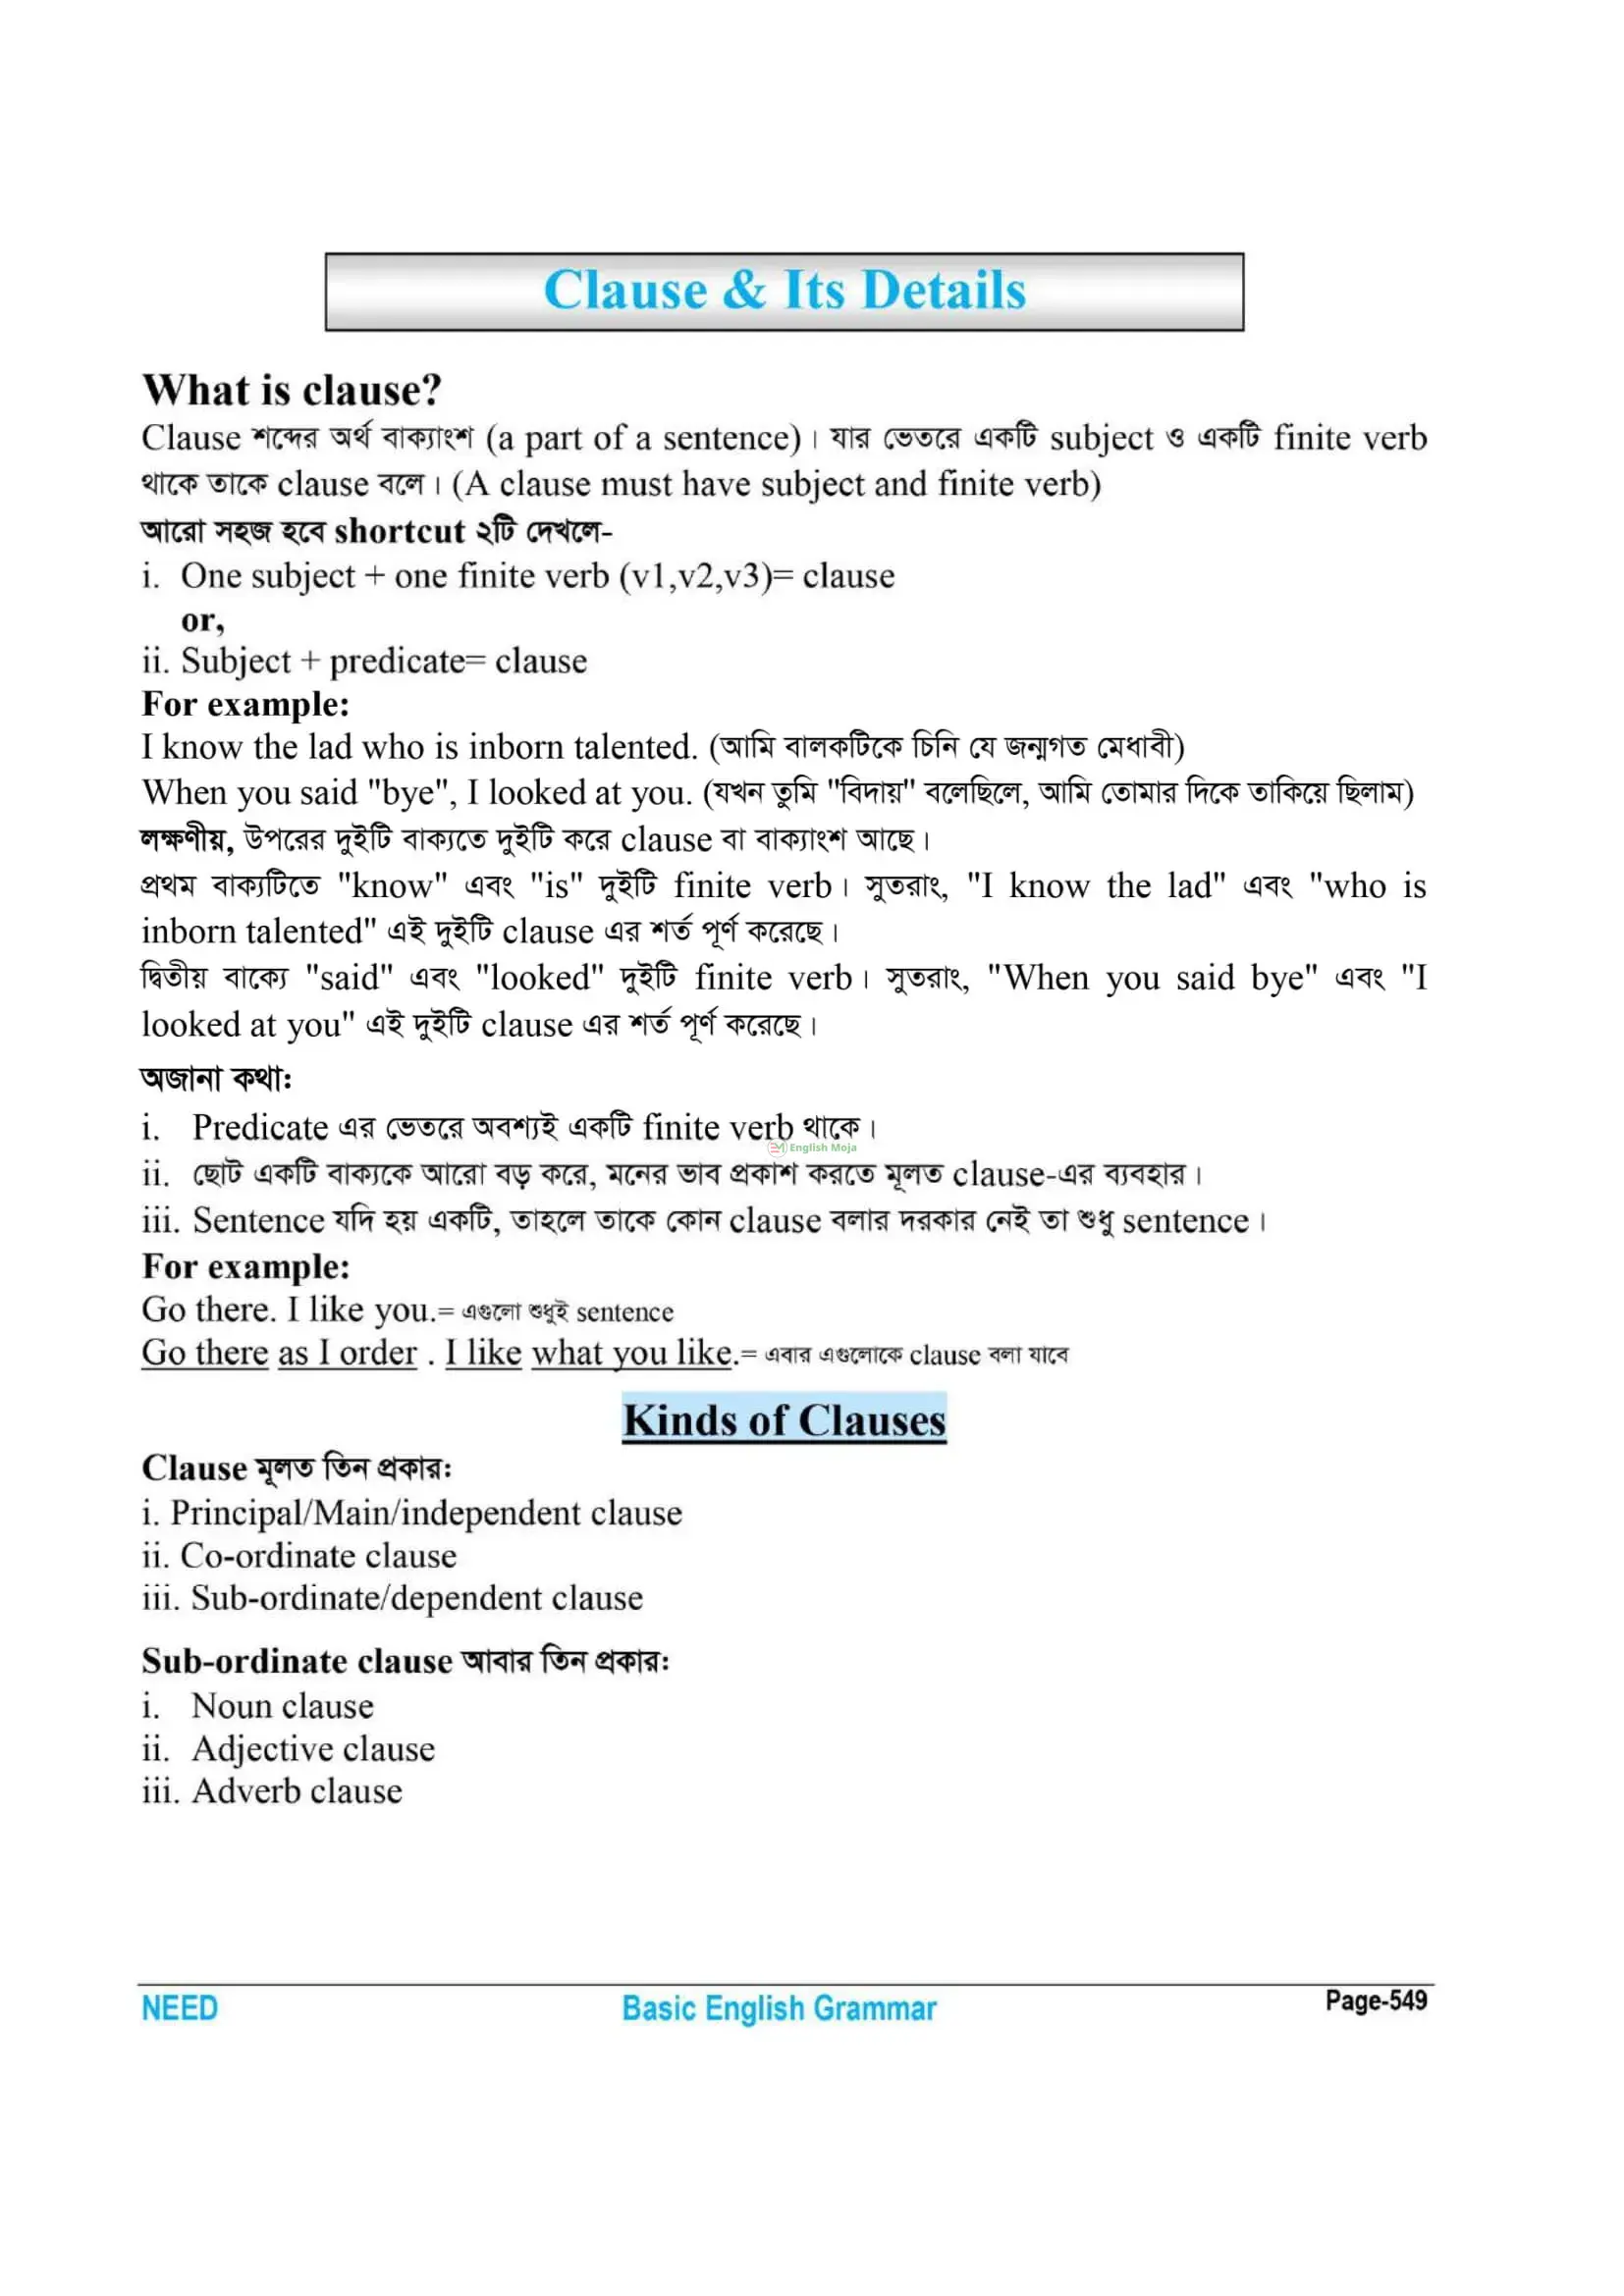 Clause & Its Details
What is clause?
Clause শব্দের অর্থ বাক্যাংশ (a part of a sentence)। যার ভেতরে একটি subject ও একটি finite verb
থাকে তাকে clause বলে। (A clause must have subject and finite verb)
আরো সহজ হবে shortcut ২টি দেখলে-
i. One subject + one finite verb (v1,v2,v3)= clause
or,
ii. Subject + predicate= clause
For example:
I know the lad who is inborn talented. (আমি বালকটিকে চিনি যে জন্মগত মেধাবী)
When you said "bye", I looked at you. (যখন তুমি "বিদায়" বলেছিলে, আমি তোমার দিকে তাকিয়ে ছিলাম)
লক্ষণীয়, উপরের দুইটি বাক্যতে দুইটি করে clause বা বাক্যাংশ আছে।
প্রথম বাক্যটিতে "know" এবং "is" দুইটি finite verb। সুতরাং, "I know the lad" এবং "who is
inborn talented" এই দুইটি clause এর শর্ত পূর্ণ করেছে।
দ্বিতীয় বাক্যে "said" এবং "looked" দুইটি finite verb। সুতরাং, "When you said bye" এবং "I
looked at you" এই দুইটি clause এর শর্ত পূর্ণ করেছে।
অজানা কথা:
i. Predicate এর ভেতরে অবশ্যই একটি finite verb থাকে।
English Moja
ii. ছোট একটি বাক্যকে আরো বড় করে, মনের ভাব প্রকাশ করতে মূলত clause-এর ব্যবহার।
iii. Sentence যদি হয় একটি, তাহলে তাকে কোন clause বলার দরকার নেই তা শুধু sentence।
For example:
Go there. I like you.= এগুলো শুধুই sentence
Go there as I order . I like what you like.= এবার এগুলোকে clause বলা যাবে
Kinds of Clauses
Clause মূলত তিন প্রকার:
i. Principal/Main/independent clause
ii. Co-ordinate clause
iii. Sub-ordinate/dependent clause
Sub-ordinate clause আবার তিন প্রকার:
i. Noun clause
ii. Adjective clause
iii. Adverb clause
NEED Basic English Grammar Page-549